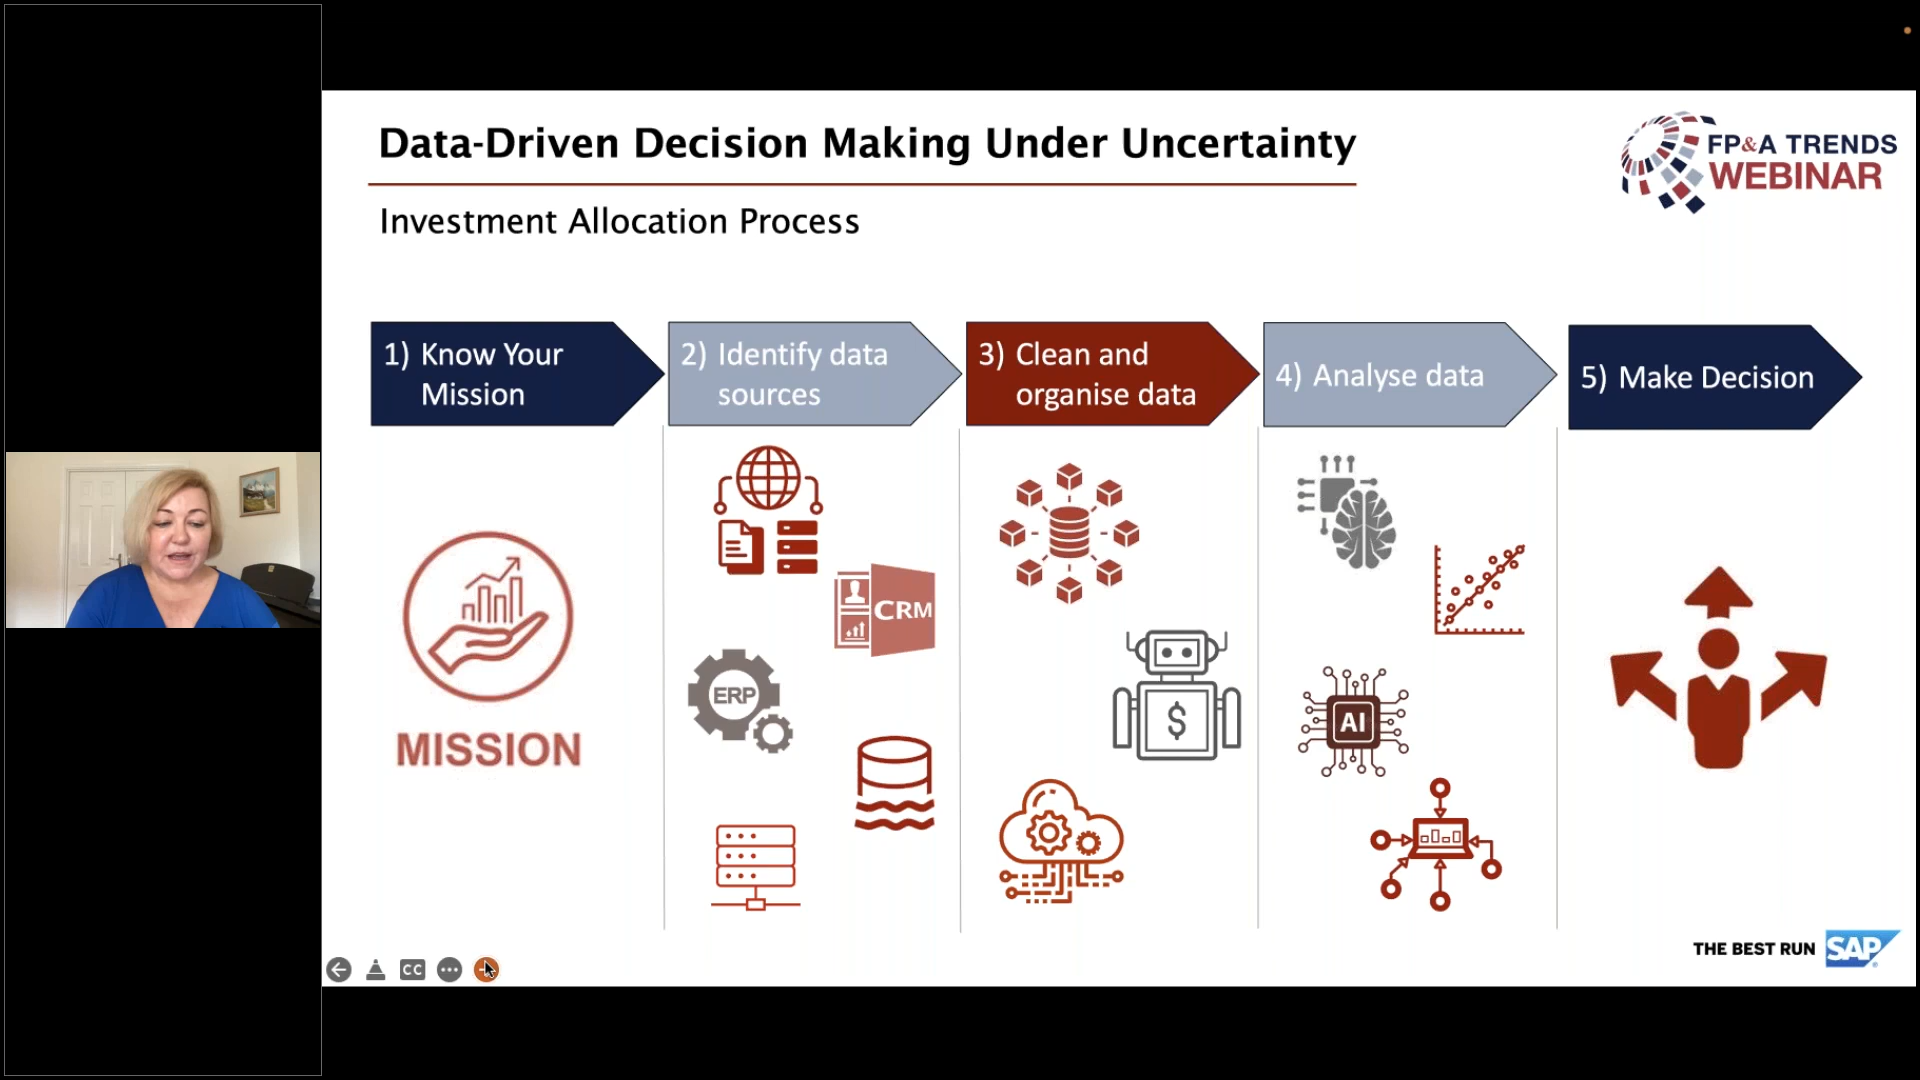 Data-Driven Decision Making Under Uncertainty
FP&A TRENDS
WEBINAR
Investment Allocation Process
1) Know Your
Mission
2) Identify data
sources
3) Clean and
organise data
4) Analyse data
5) Make Decision
CRM
ERP
$
AI
MISSION
THE BEST RUN SAP
CC